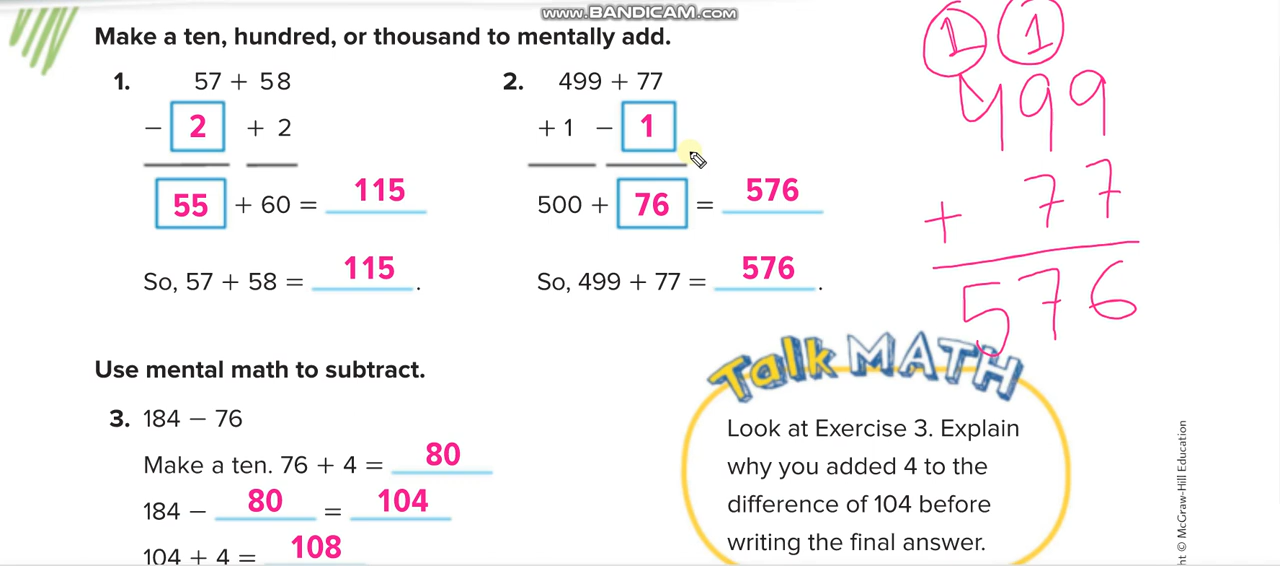 www.BANDICAM.com
Make a ten, hundred, or thousand to mentally add.
1. 57 + 58
− 2 + 2
55 + 60 = 115
So, 57 + 58 = 115.
2. 499 + 77
+ 1 − 1
500 + 76 = 576
So, 499 + 77 = 576.
1 1
499
+ 77
576
Use mental math to subtract.
3. 184 − 76
Make a ten. 76 + 4 = 80
184 − 80 = 104
104 + 4 = 108
Talk MATH
Look at Exercise 3. Explain
why you added 4 to the
difference of 104 before
writing the final answer.
ht © McGraw-Hill Education